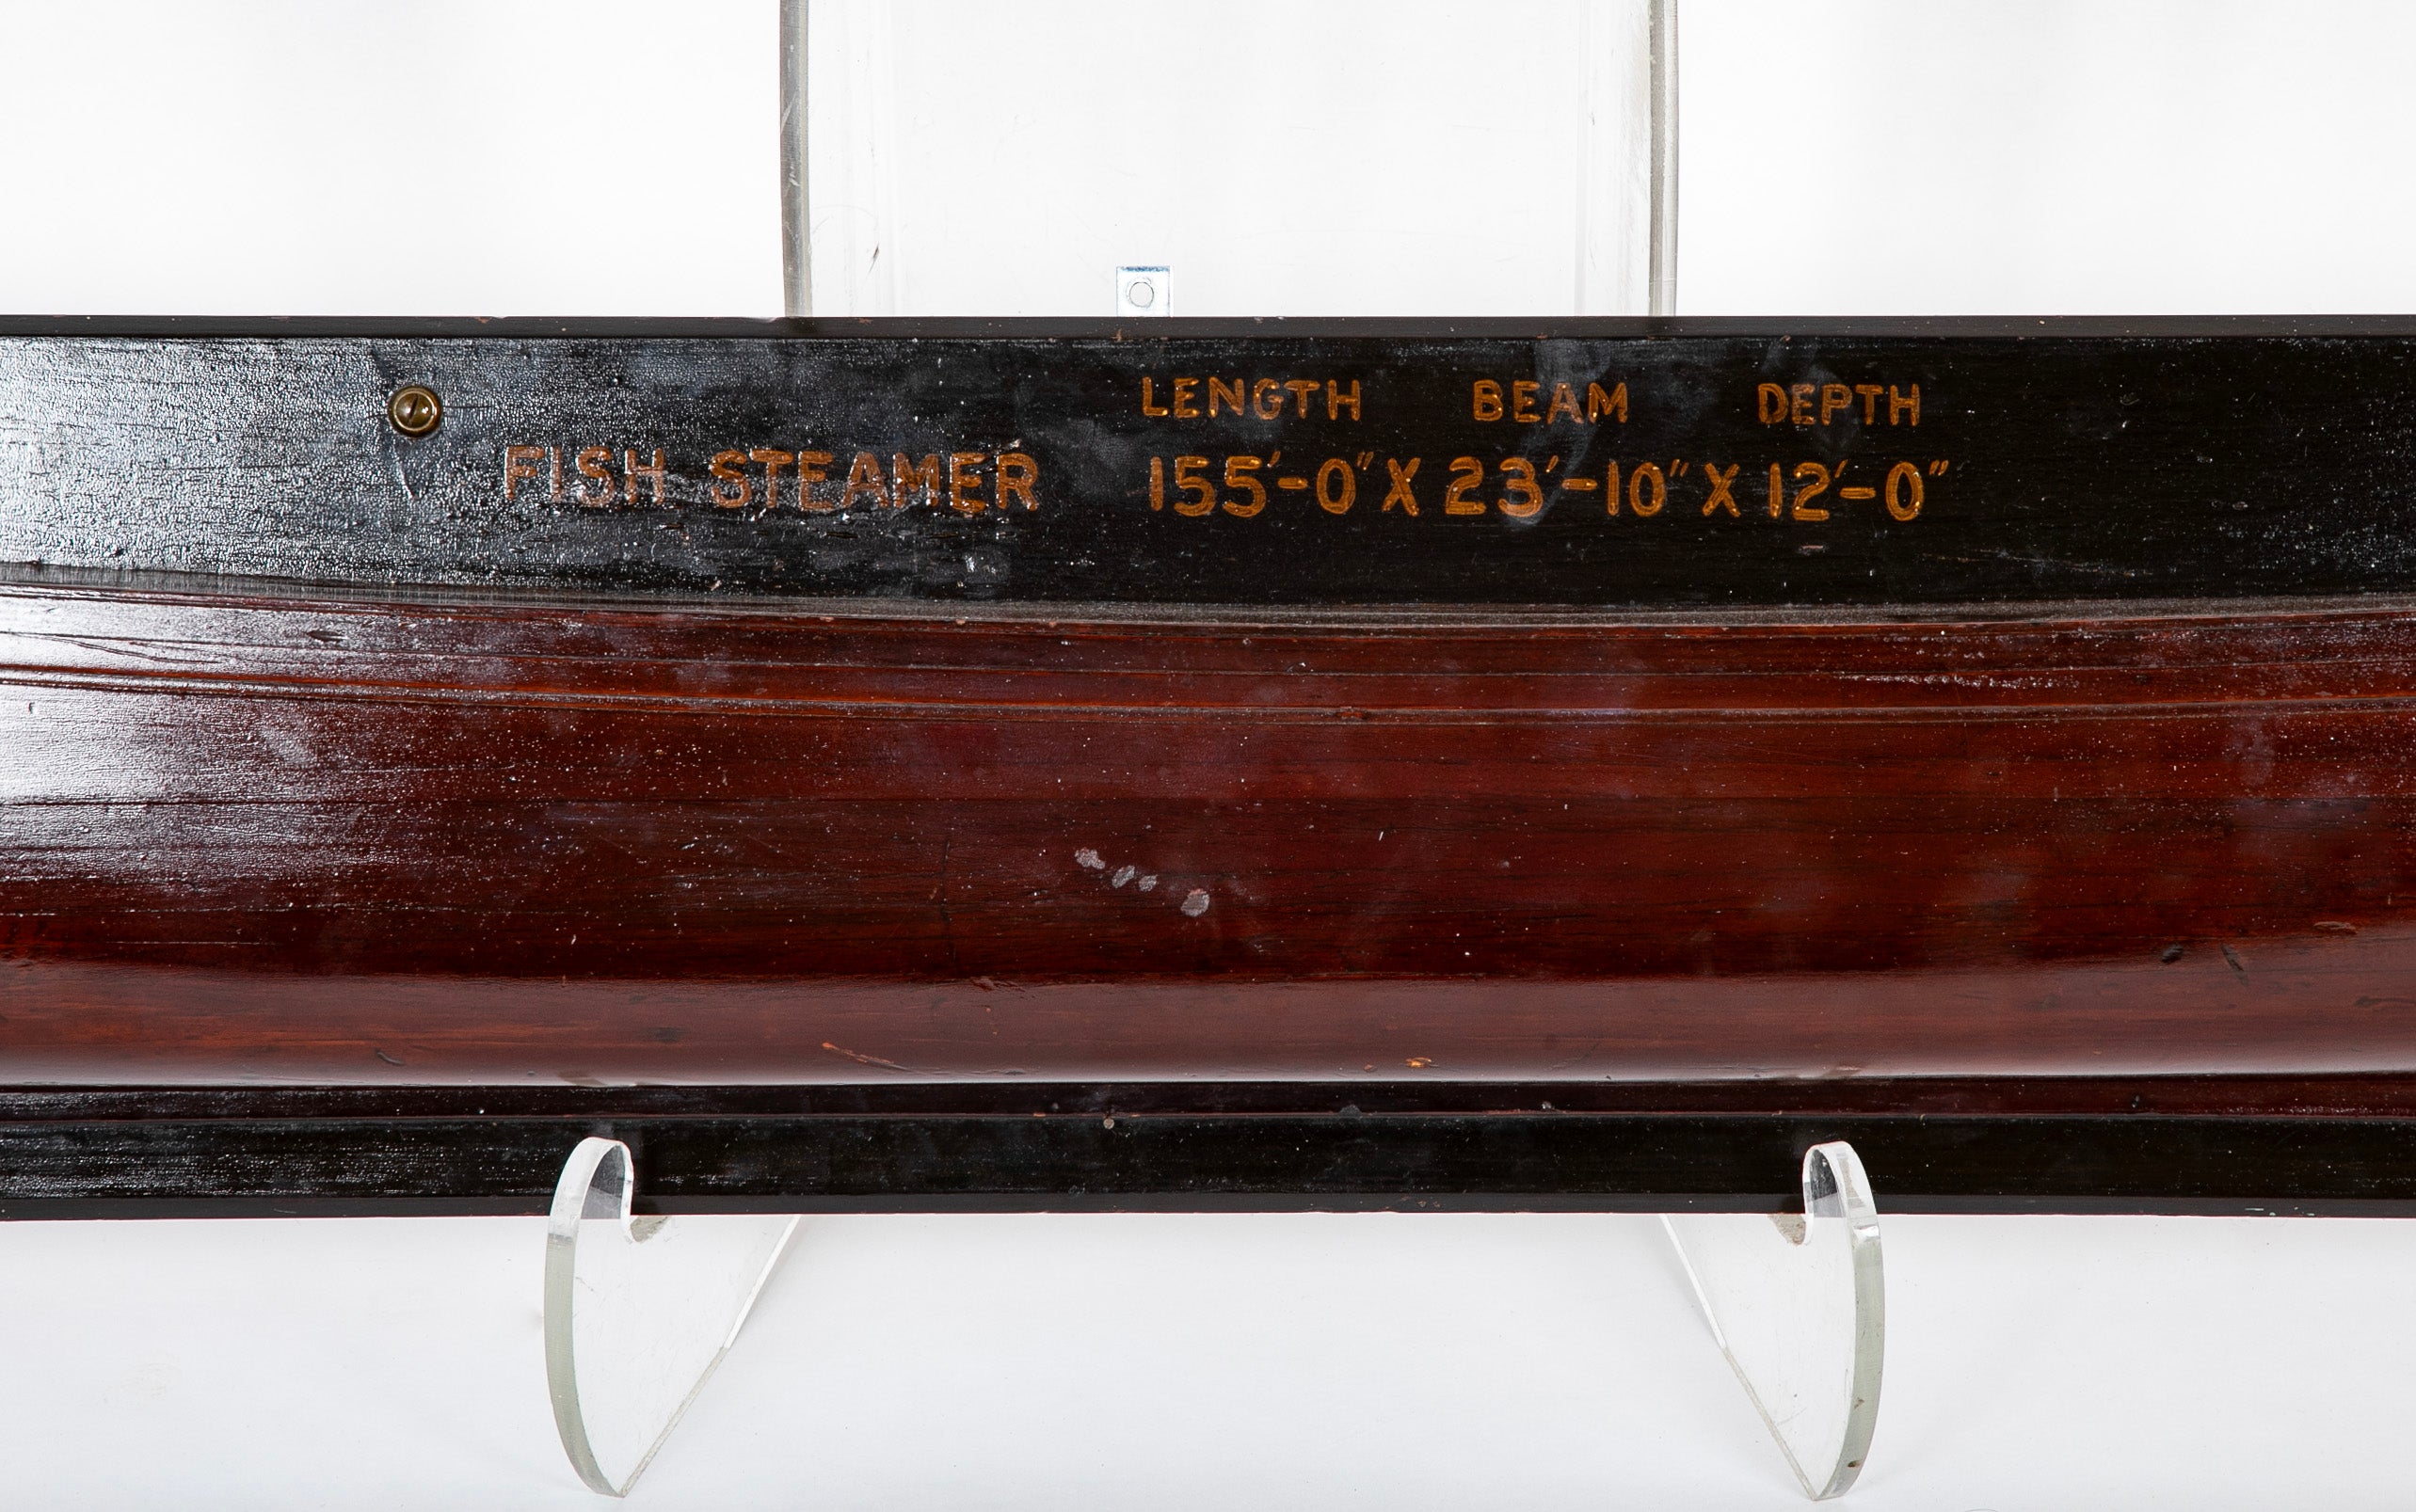 LENGTH BEAM DEPTH
FISH STEAMER 155'-0" X 23'-10" X 12'-0"